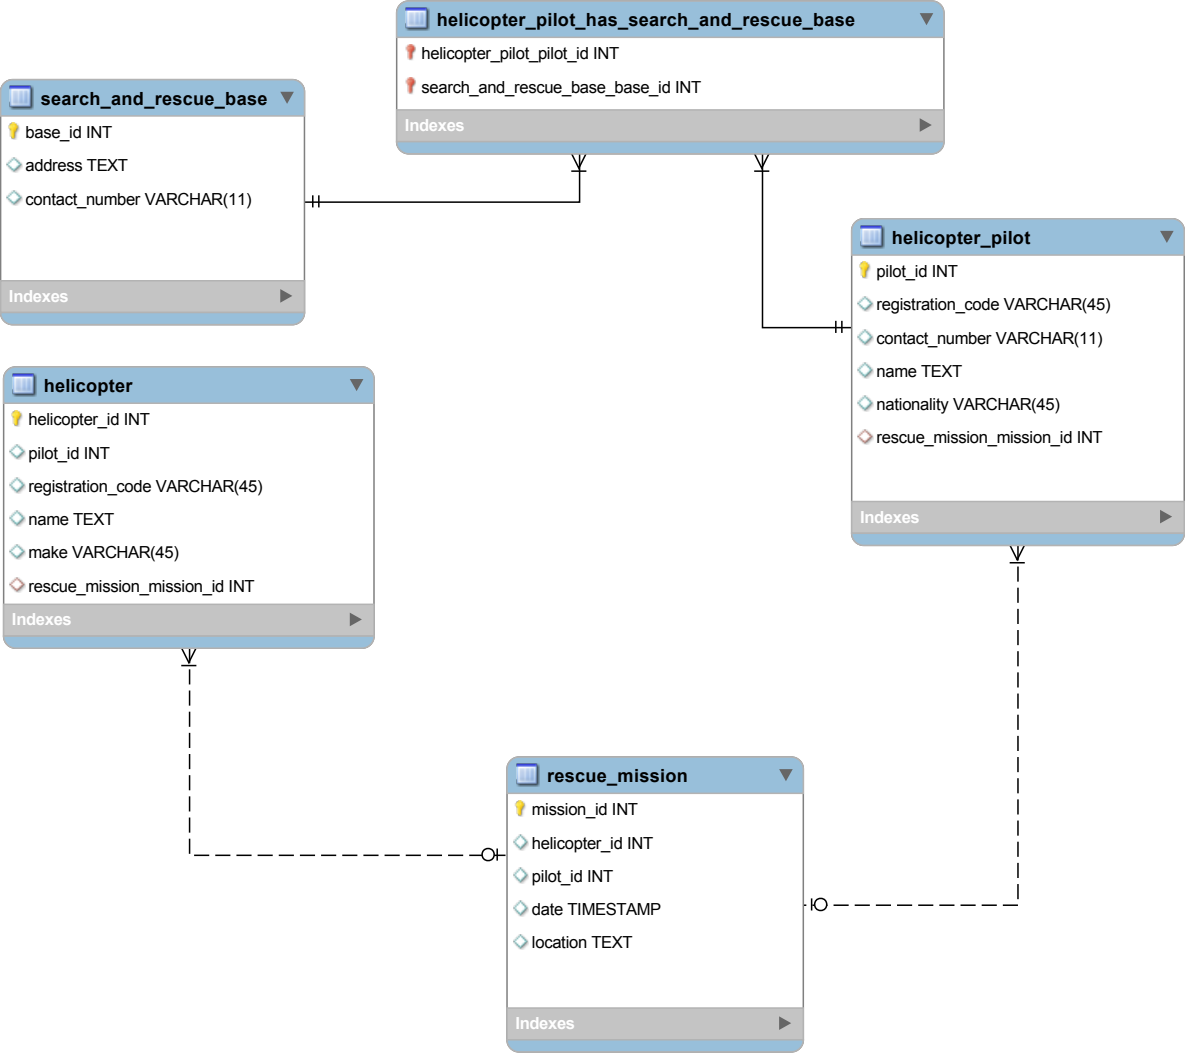 helicopter_pilot_has_search_and_rescue_base
helicopter_pilot_pilot_id INT
search_and_rescue_base_base_id INT
Indexes
search_and_rescue_base
base_id INT
address TEXT
contact_number VARCHAR(11)
Indexes
helicopter_pilot
pilot_id INT
registration_code VARCHAR(45)
contact_number VARCHAR(11)
name TEXT
nationality VARCHAR(45)
rescue_mission_mission_id INT
Indexes
helicopter
helicopter_id INT
pilot_id INT
registration_code VARCHAR(45)
name TEXT
make VARCHAR(45)
rescue_mission_mission_id INT
Indexes
rescue_mission
mission_id INT
helicopter_id INT
pilot_id INT
date TIMESTAMP
location TEXT
Indexes